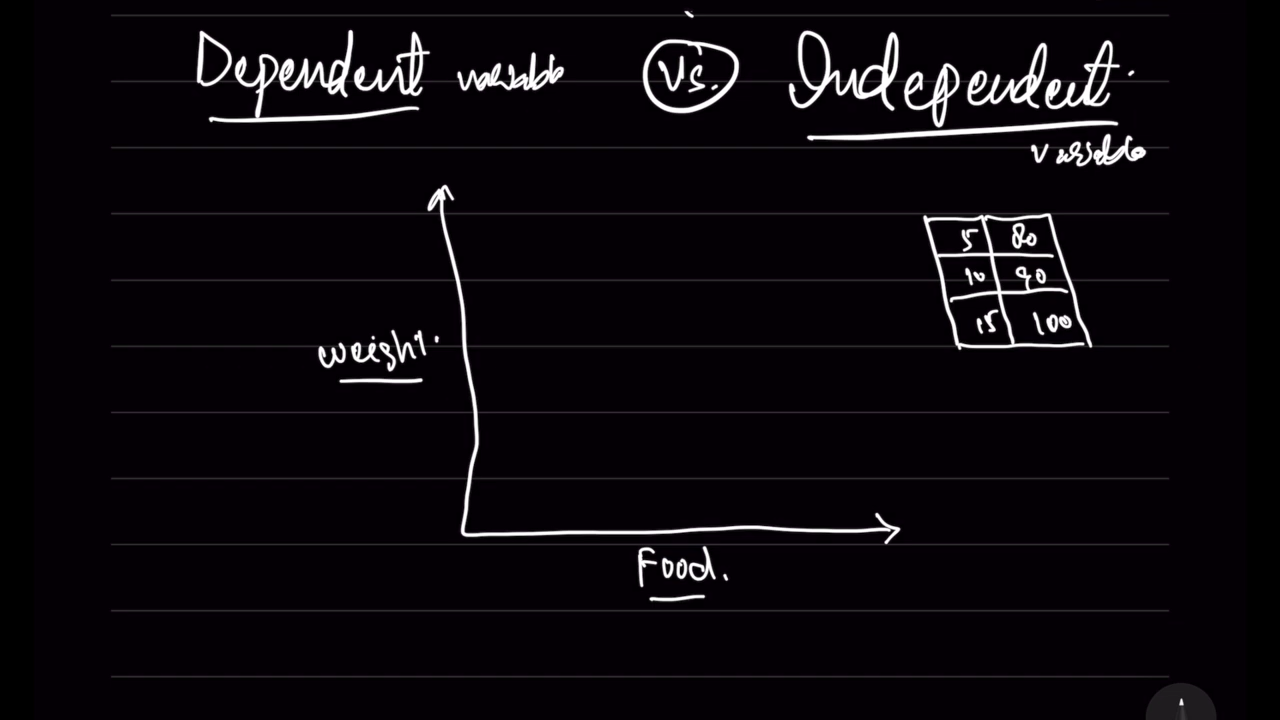 Dependent variable Vs. Independent
variable
5 80
10 90
15 100
weight.
Food.